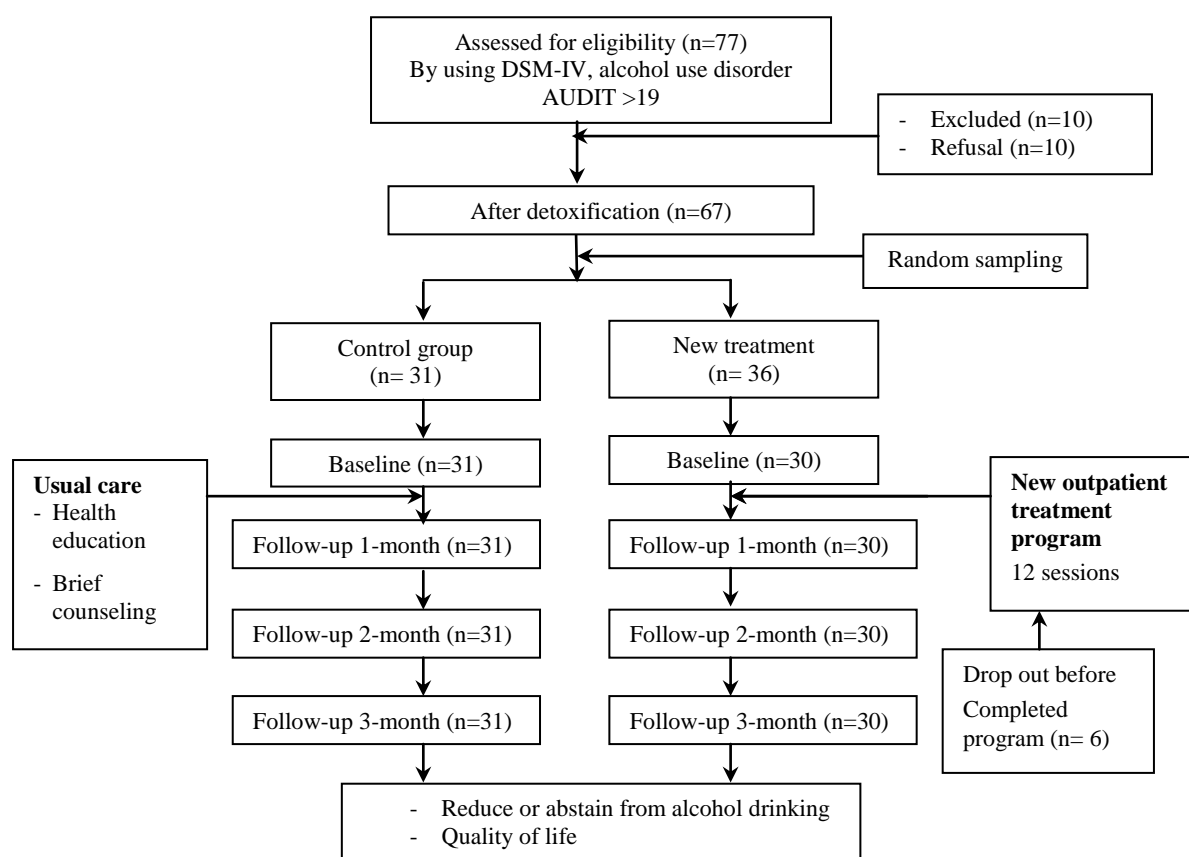 Assessed for eligibility (n=77)
By using DSM-IV, alcohol use disorder
AUDIT >19
- Excluded (n=10)
- Refusal (n=10)
After detoxification (n=67)
Random sampling
Control group
(n= 31)
New treatment
(n= 36)
Baseline (n=31)
Baseline (n=30)
Usual care
- Health
education
- Brief
counseling
New outpatient
treatment
program
12 sessions
Follow-up 1-month (n=31)
Follow-up 1-month (n=30)
Follow-up 2-month (n=31)
Follow-up 2-month (n=30)
Drop out before
Completed
program (n= 6)
Follow-up 3-month (n=31)
Follow-up 3-month (n=30)
- Reduce or abstain from alcohol drinking
- Quality of life